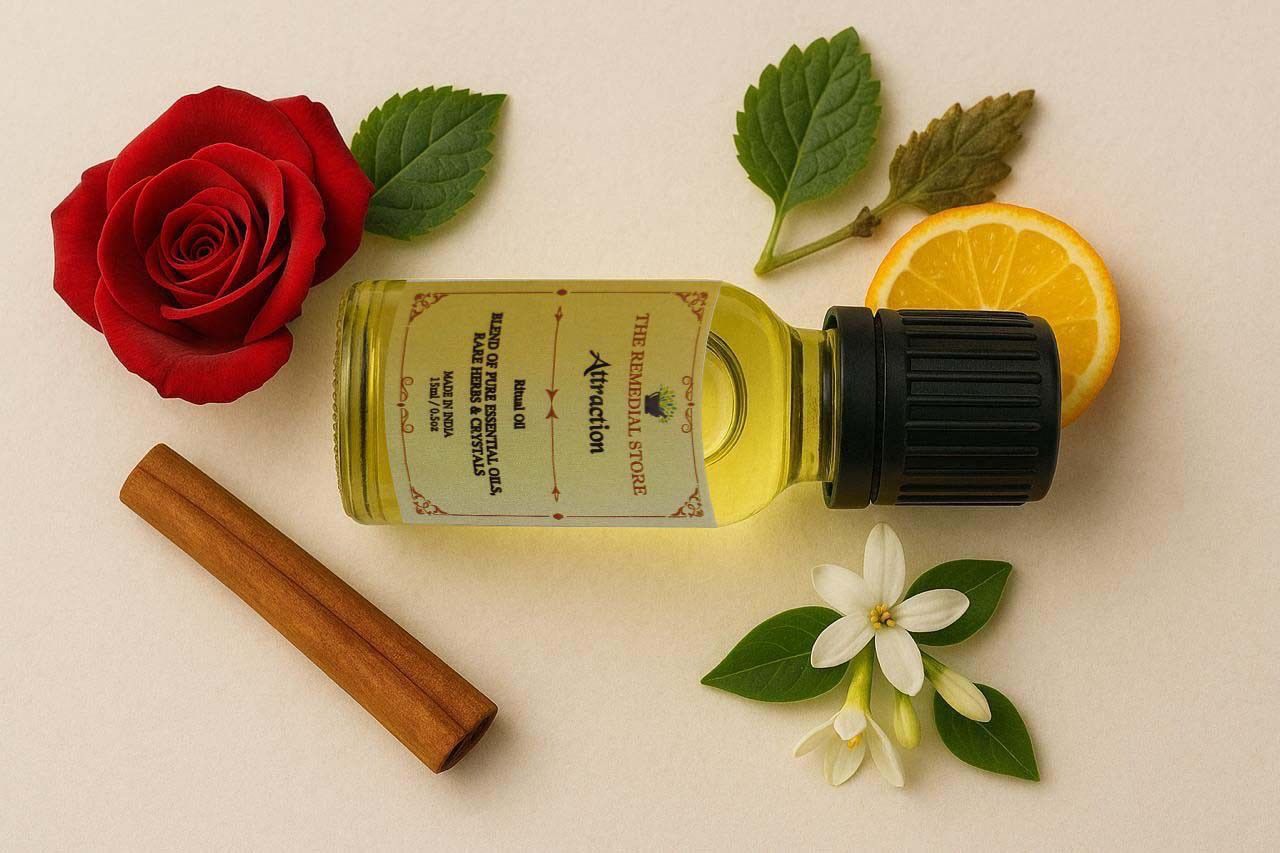 THE REMEDIAL STORE
Attraction
Ritual Oil
BLEND OF PURE ESSENTIAL OILS,
RARE HERBS & CRYSTALS
MADE IN INDIA
15ml / 0.5oz